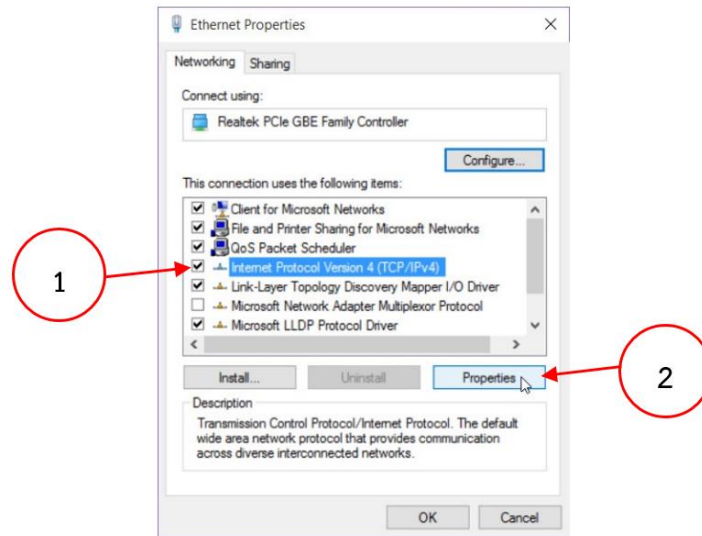 Ethernet Properties
Networking Sharing
Connect using:
Realtek PCIe GBE Family Controller
Configure...
This connection uses the following items:
Client for Microsoft Networks
File and Printer Sharing for Microsoft Networks
QoS Packet Scheduler
1
Internet Protocol Version 4 (TCP/IPv4)
Link-Layer Topology Discovery Mapper I/O Driver
Microsoft Network Adapter Multiplexor Protocol
Microsoft LLDP Protocol Driver
Install... Uninstall Properties
2
Description
Transmission Control Protocol/Internet Protocol. The default
wide area network protocol that provides communication
across diverse interconnected networks.
OK Cancel